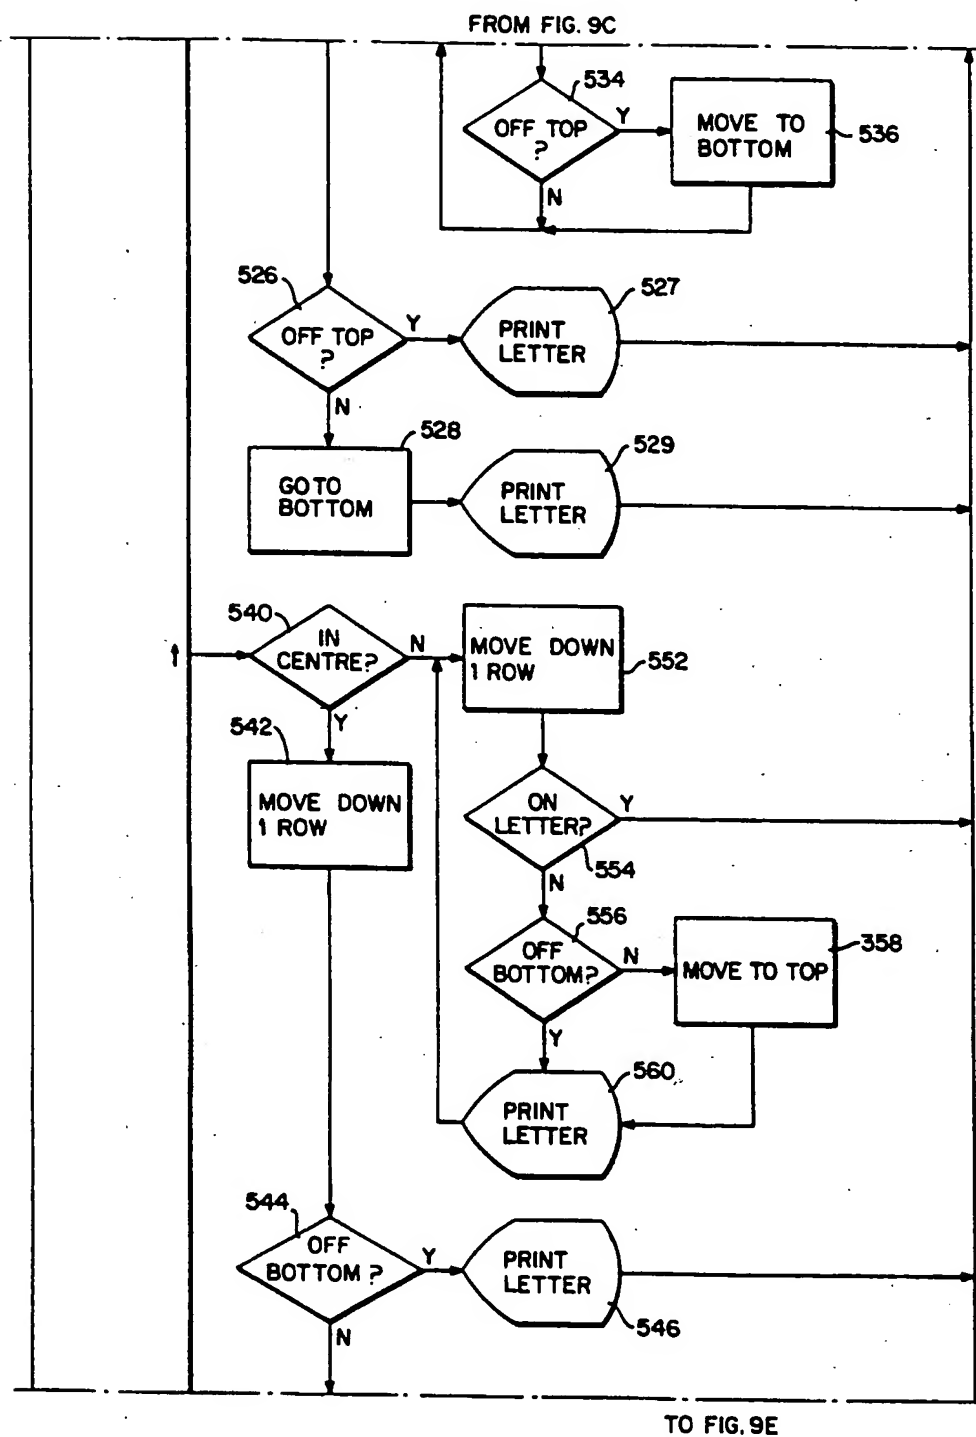 FROM FIG. 9C
534
OFF TOP
?
Y
MOVE TO
BOTTOM
536
N
526
OFF TOP
?
Y
PRINT
LETTER
527
N
528
GO TO
BOTTOM
PRINT
LETTER
529
540
IN
CENTRE?
N
MOVE DOWN
1 ROW
552
Y
542
MOVE DOWN
1 ROW
ON
LETTER?
Y
554
N
556
OFF
BOTTOM?
N
MOVE TO TOP
358
Y
560
PRINT
LETTER
544
OFF
BOTTOM?
Y
PRINT
LETTER
546
N
TO FIG. 9E